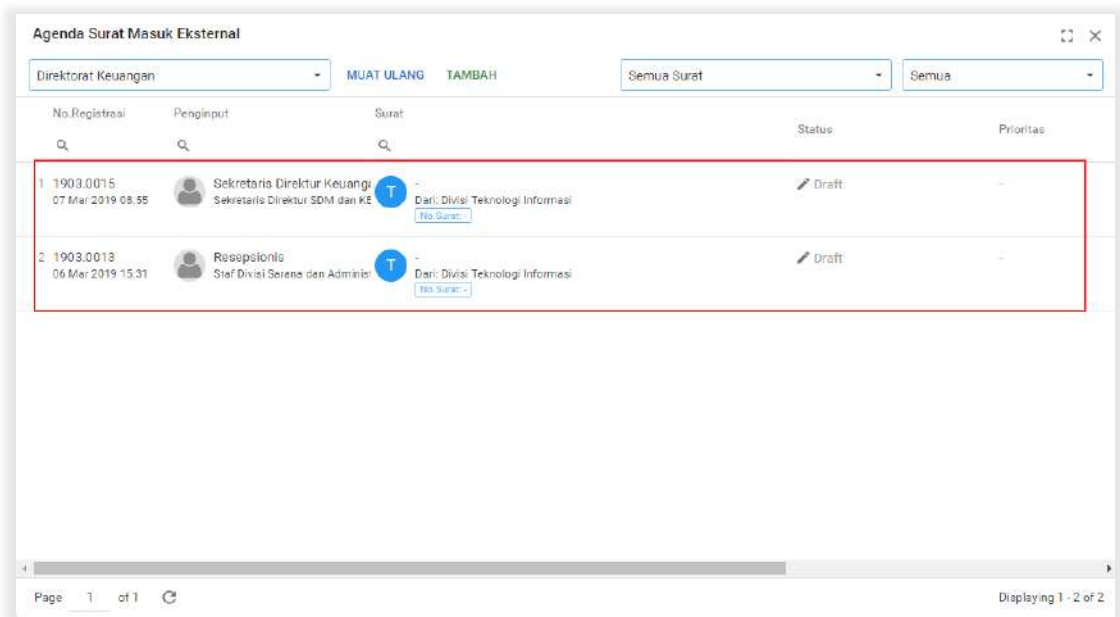 Agenda Surat Masuk Eksternal
Direktorat Keuangan MUAT ULANG TAMBAH Semua Surat Semua
No.Registrasi Penginput Surat Status Prioritas
1 1903.0015 Sekretaris Direktur Keuanga T - Draft -
07 Mar 2019 08:55 Sekretaris Direktur SDM dan KE Dari: Divisi Teknologi Informasi
No.Surat: -
2 1903.0013 Resepsionis T - Draft -
06 Mar 2019 15:31 Staf Divisi Sarana dan Adminis Dari: Divisi Teknologi Informasi
No.Surat: -
Page 1 of 1 Displaying 1 - 2 of 2